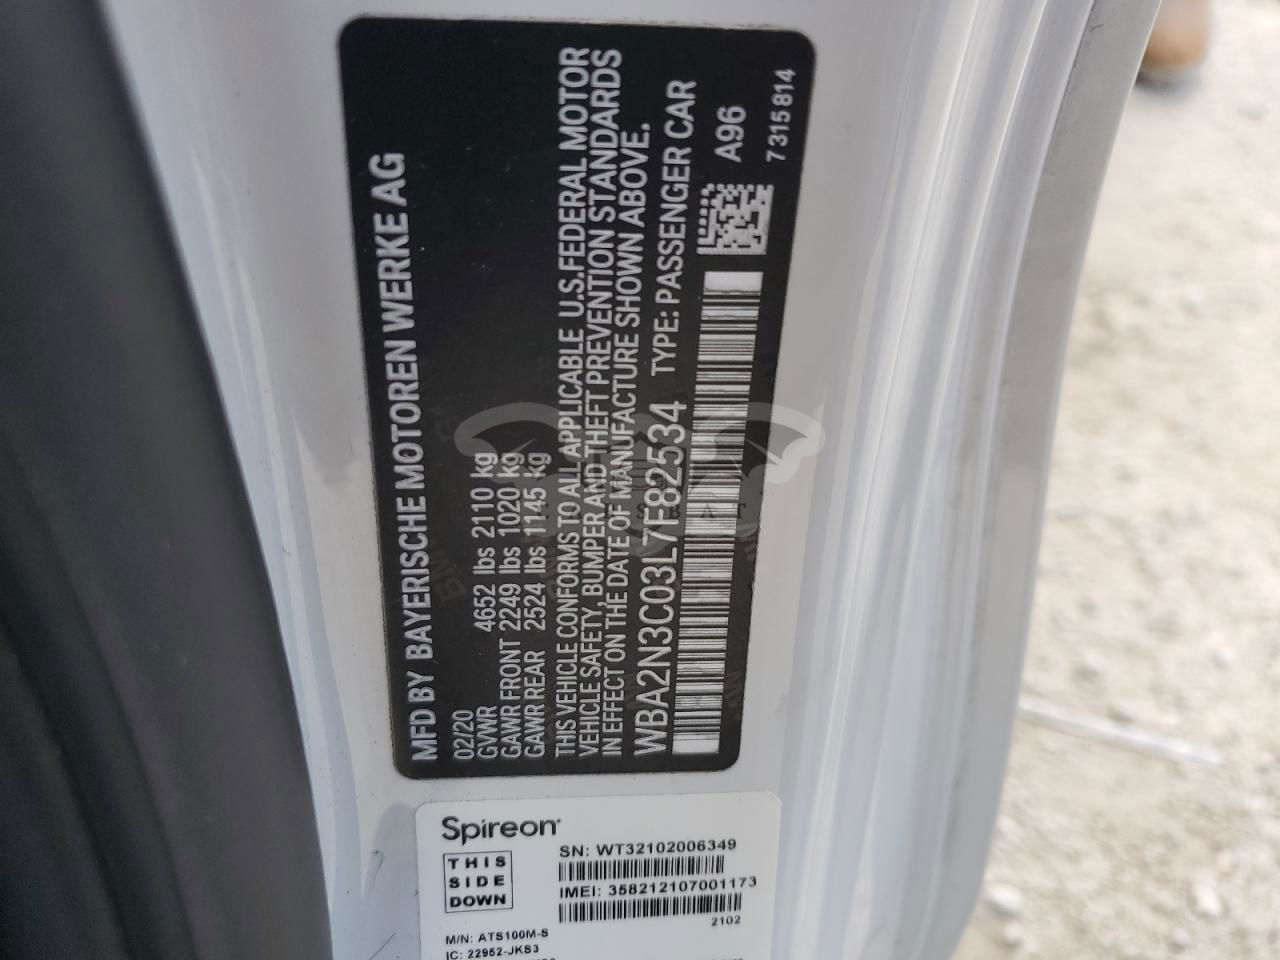 MFD BY BAYERISCHE MOTOREN WERKE AG
02/20
GVWR 4652 lbs 2110 kg
GAWR FRONT 2249 lbs 1020 kg
GAWR REAR 2524 lbs 1145 kg
THIS VEHICLE CONFORMS TO ALL APPLICABLE U.S.FEDERAL MOTOR
VEHICLE SAFETY, BUMPER AND THEFT PREVENTION STANDARDS
IN EFFECT ON THE DATE OF MANUFACTURE SHOWN ABOVE.
WBA2N3C03L7F82534 TYPE: PASSENGER CAR
A96
7315814
Spireon
THIS
SIDE
DOWN
SN: WT32102006349
IMEI: 358212107001173
2102
M/N: ATS100M-S
IC: 22952-JKS3